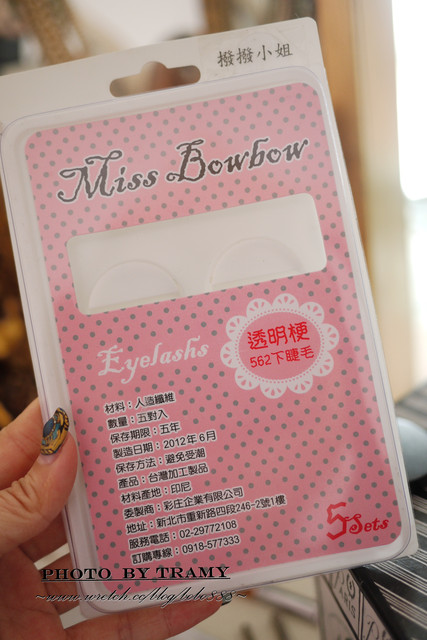 撥撥小姐
Miss Bowbow
Eyelashs
透明梗
562下睫毛
材料：人造纖維
數量：五對入
保存期限：五年
製造日期：2012年6月
保存方法：避免受潮
產品：台灣加工製品
材料產地：印尼
委製商：彩庄企業有限公司
地址：新北市重新路四段246-2號1樓
服務電話：02-29772108
訂購專線：0918-577333
5Sets
PHOTO BY TRAMY
~www.wretch.cc/blog/lobe888~